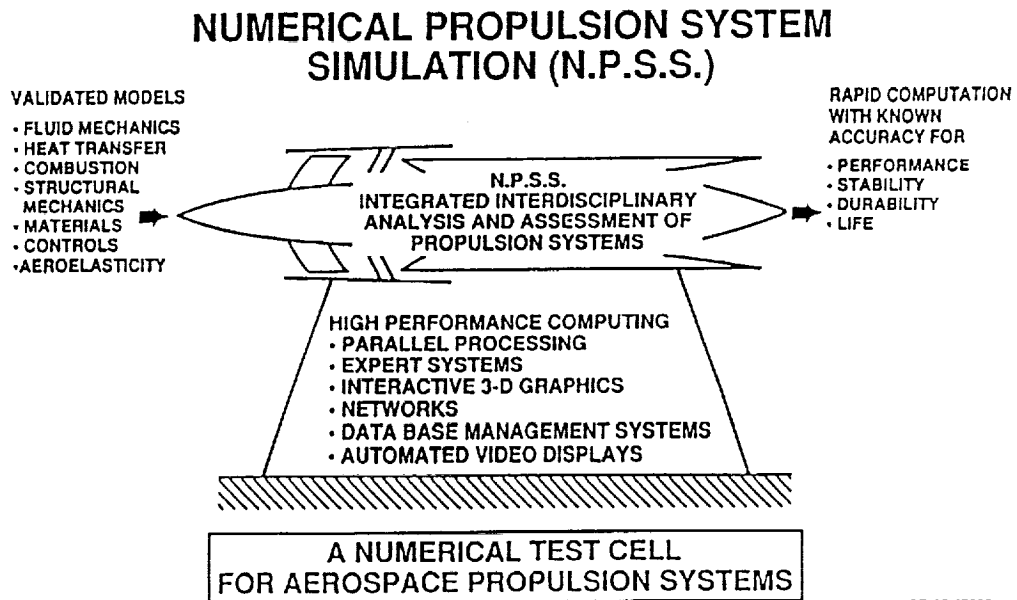 NUMERICAL PROPULSION SYSTEM
SIMULATION (N.P.S.S.)
VALIDATED MODELS
• FLUID MECHANICS
• HEAT TRANSFER
• COMBUSTION
• STRUCTURAL
MECHANICS
• MATERIALS
• CONTROLS
•AEROELASTICITY
N.P.S.S.
INTEGRATED INTERDISCIPLINARY
ANALYSIS AND ASSESSMENT OF
PROPULSION SYSTEMS
RAPID COMPUTATION
WITH KNOWN
ACCURACY FOR
• PERFORMANCE
• STABILITY
• DURABILITY
• LIFE
HIGH PERFORMANCE COMPUTING
• PARALLEL PROCESSING
• EXPERT SYSTEMS
• INTERACTIVE 3-D GRAPHICS
• NETWORKS
• DATA BASE MANAGEMENT SYSTEMS
• AUTOMATED VIDEO DISPLAYS
A NUMERICAL TEST CELL
FOR AEROSPACE PROPULSION SYSTEMS